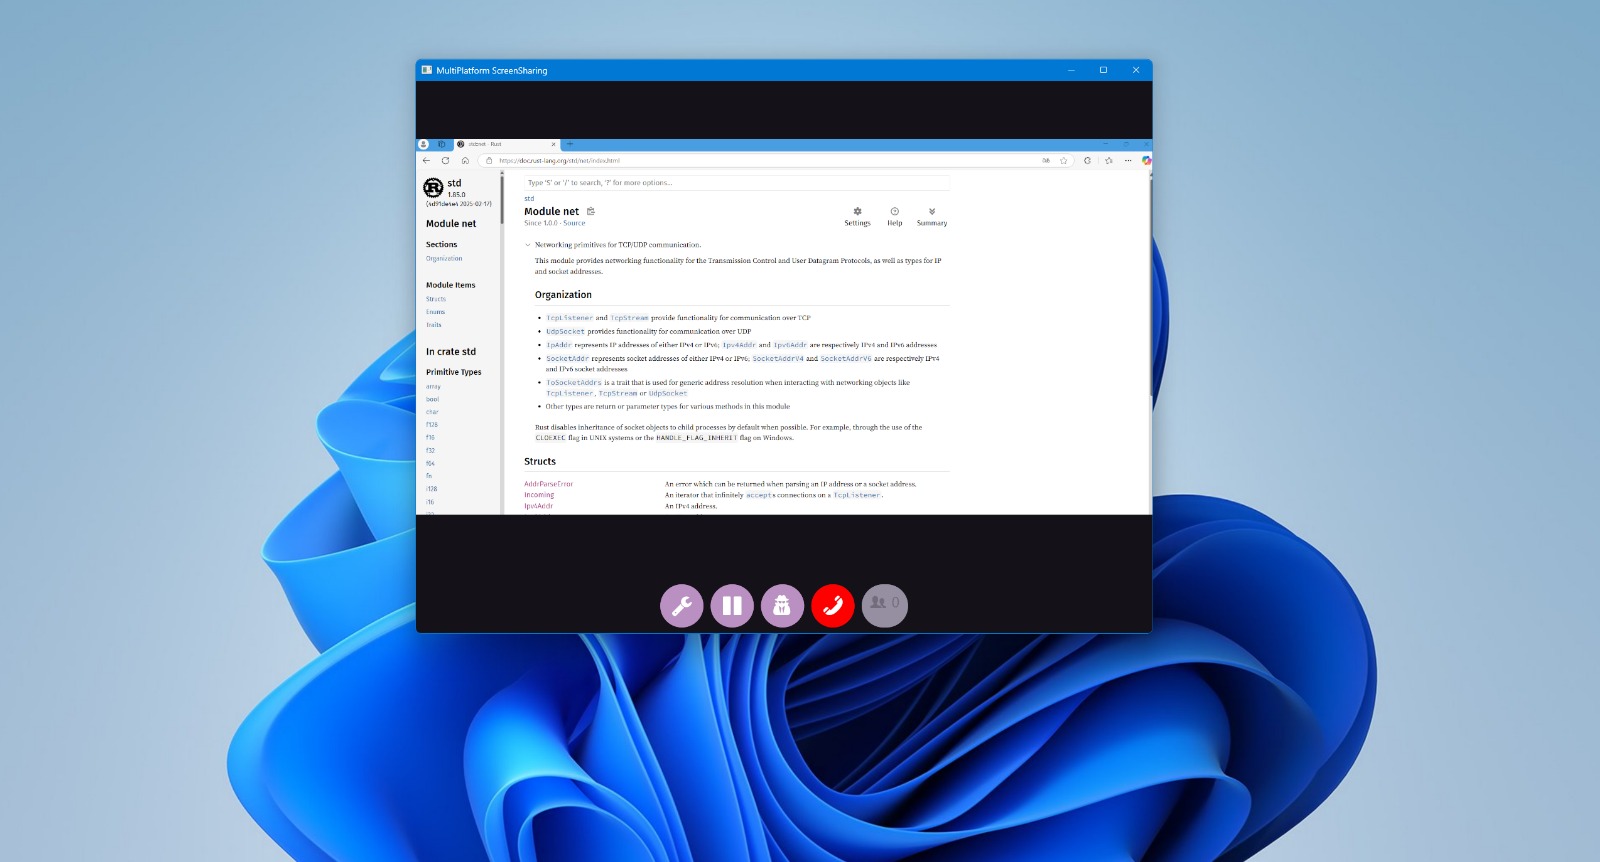 MultiPlatform ScreenSharing
std::net - Rust
https://doc.rust-lang.org/std/net/index.html
std
1.85.0
(4d91de4e4 2025-02-17)
Module net
Sections
Organization
Module Items
Structs
Enums
Traits
In crate std
Primitive Types
array
bool
char
f128
f16
f32
f64
fn
i128
i16
Type 'S' or '/' to search, '?' for more options...
std
Module net
Since 1.0.0 · Source
Settings
Help
Summary
Networking primitives for TCP/UDP communication.
This module provides networking functionality for the Transmission Control and User Datagram Protocols, as well as types for IP
and socket addresses.
Organization
• TcpListener and TcpStream provide functionality for communication over TCP
• UdpSocket provides functionality for communication over UDP
• IpAddr represents IP addresses of either IPv4 or IPv6; Ipv4Addr and Ipv6Addr are respectively IPv4 and IPv6 addresses
• SocketAddr represents socket addresses of either IPv4 or IPv6; SocketAddrV4 and SocketAddrV6 are respectively IPv4
and IPv6 socket addresses
• ToSocketAddrs is a trait that is used for generic address resolution when interacting with networking objects like
TcpListener, TcpStream or UdpSocket
• Other types are return or parameter types for various methods in this module
Rust disables inheritance of socket objects to child processes by default when possible. For example, through the use of the
CLOEXEC flag in UNIX systems or the HANDLE_FLAG_INHERIT flag on Windows.
Structs
AddrParseError An error which can be returned when parsing an IP address or a socket address.
Incoming An iterator that infinitely accepts connections on a TcpListener.
Ipv4Addr An IPv4 address.
0